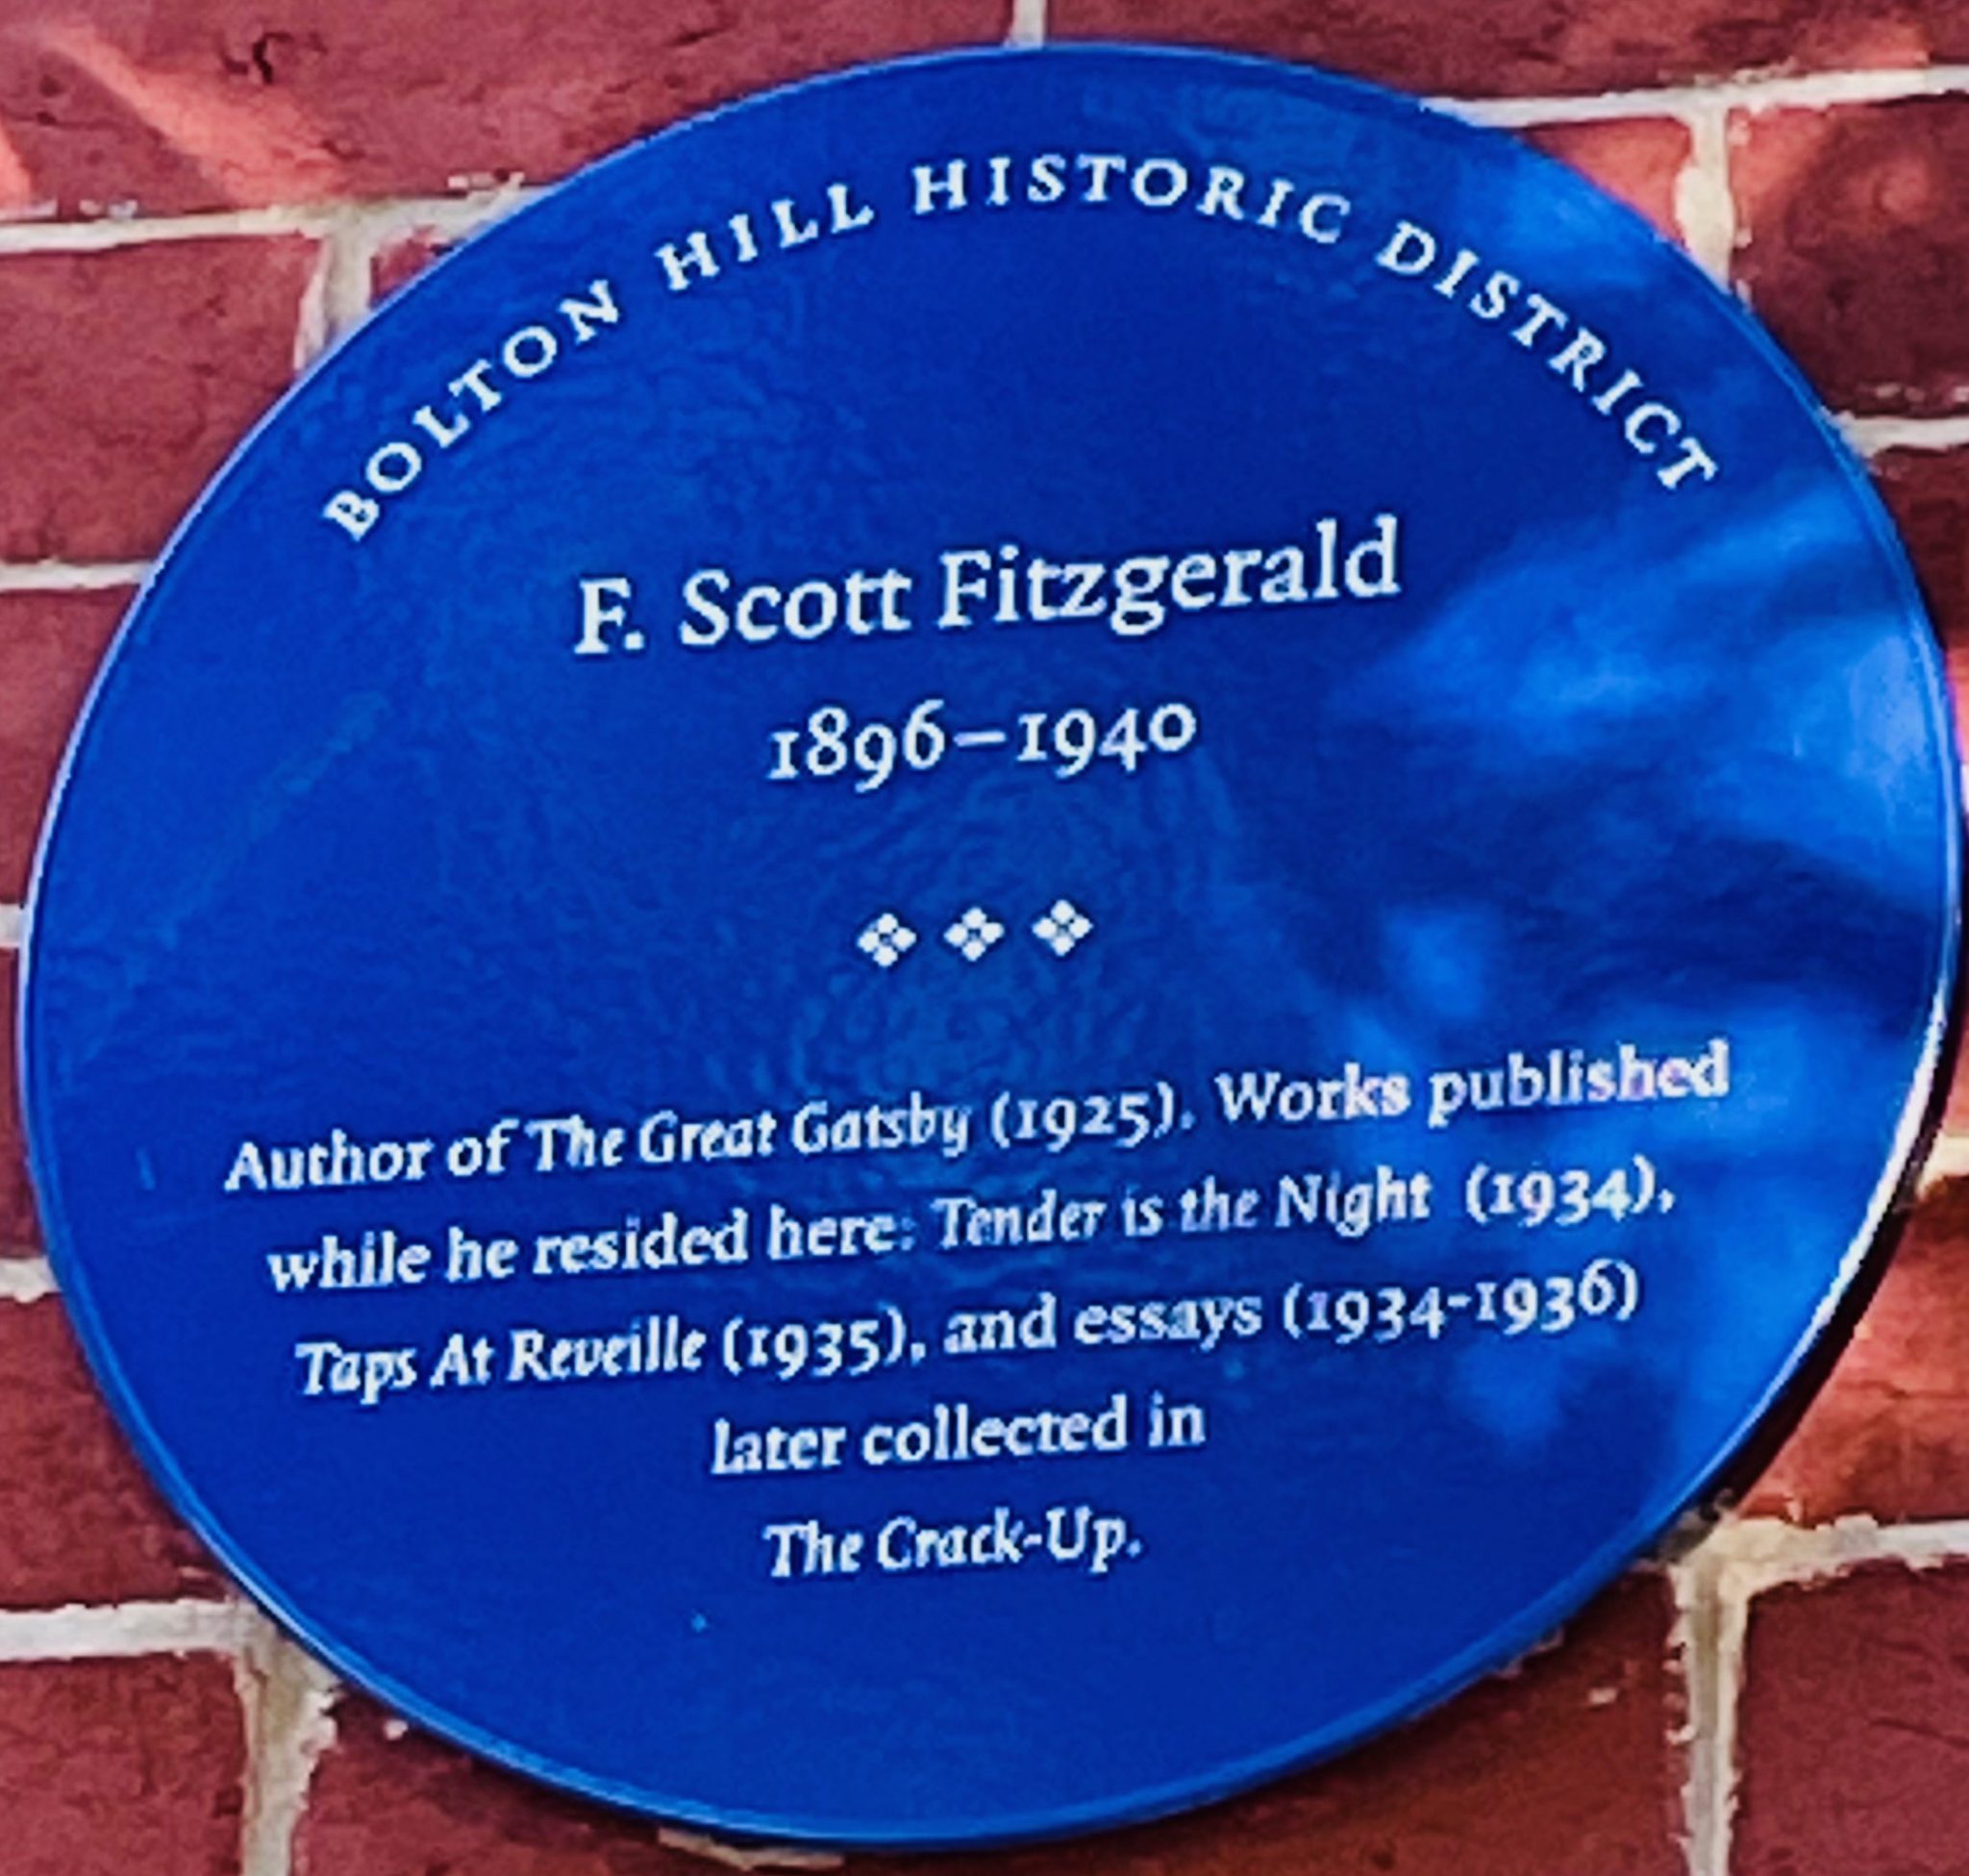 BOLTON HILL HISTORIC DISTRICT
F. Scott Fitzgerald
1896–1940
❖ ❖ ❖
Author of The Great Gatsby (1925). Works published
while he resided here: Tender is the Night (1934),
Taps At Reveille (1935), and essays (1934-1936)
later collected in
The Crack-Up.